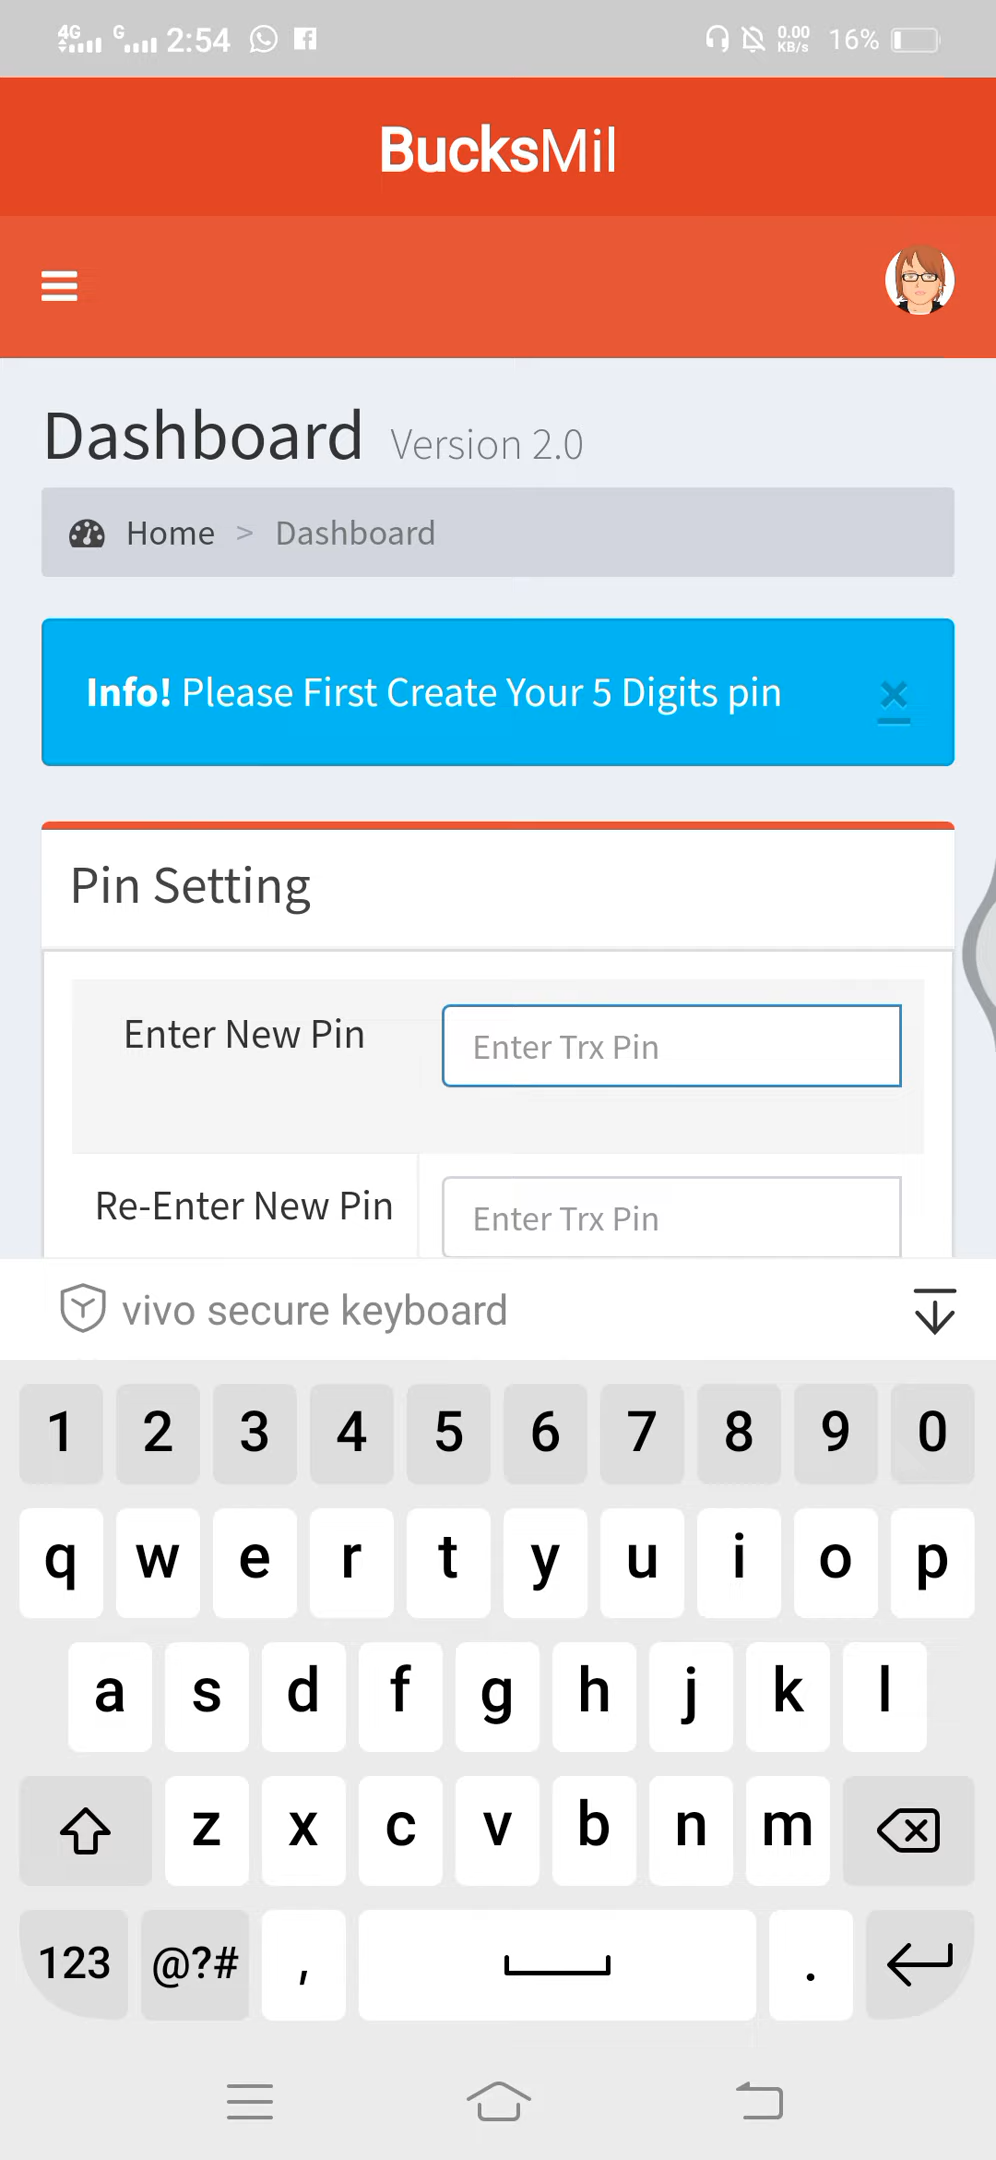 4G G 2:54 0.00 KB/s 16%
BucksMil
Dashboard Version 2.0
Home > Dashboard
Info! Please First Create Your 5 Digits pin ×
Pin Setting
Enter New Pin Enter Trx Pin
Re-Enter New Pin Enter Trx Pin
vivo secure keyboard
1 2 3 4 5 6 7 8 9 0
q w e r t y u i o p
a s d f g h j k l
z x c v b n m
123 @?# , .